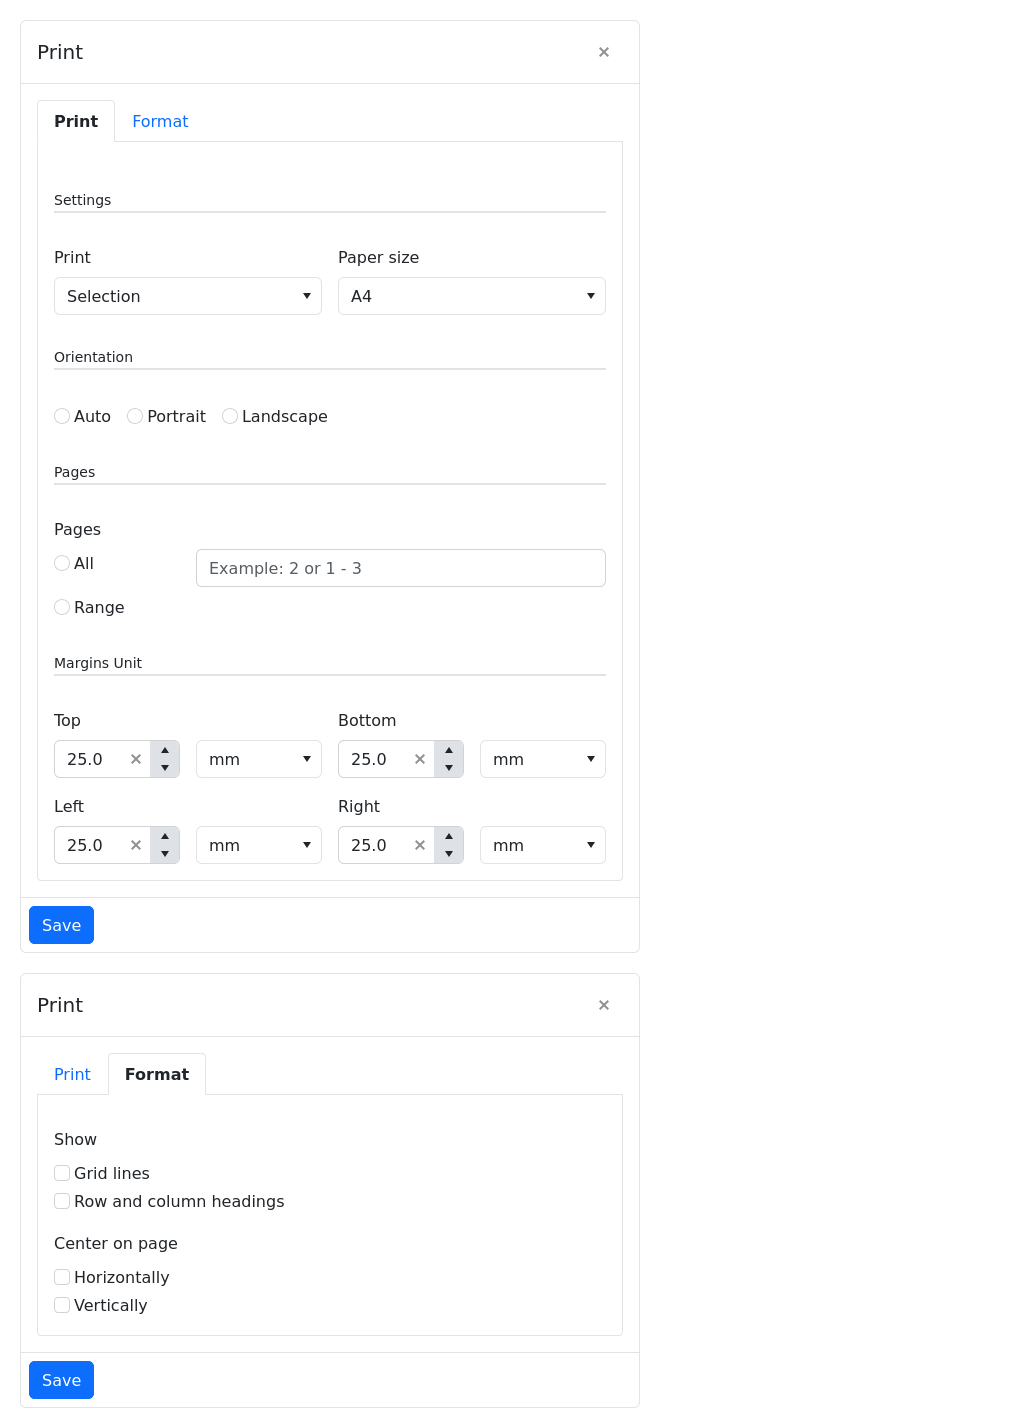 Print
Print Format
Settings
Print Paper size
Selection A4
Orientation
Auto Portrait Landscape
Pages
Pages
All Example: 2 or 1 - 3
Range
Margins Unit
Top Bottom
25.0 mm 25.0 mm
Left Right
25.0 mm 25.0 mm
Save
Print
Print Format
Show
Grid lines
Row and column headings
Center on page
Horizontally
Vertically
Save